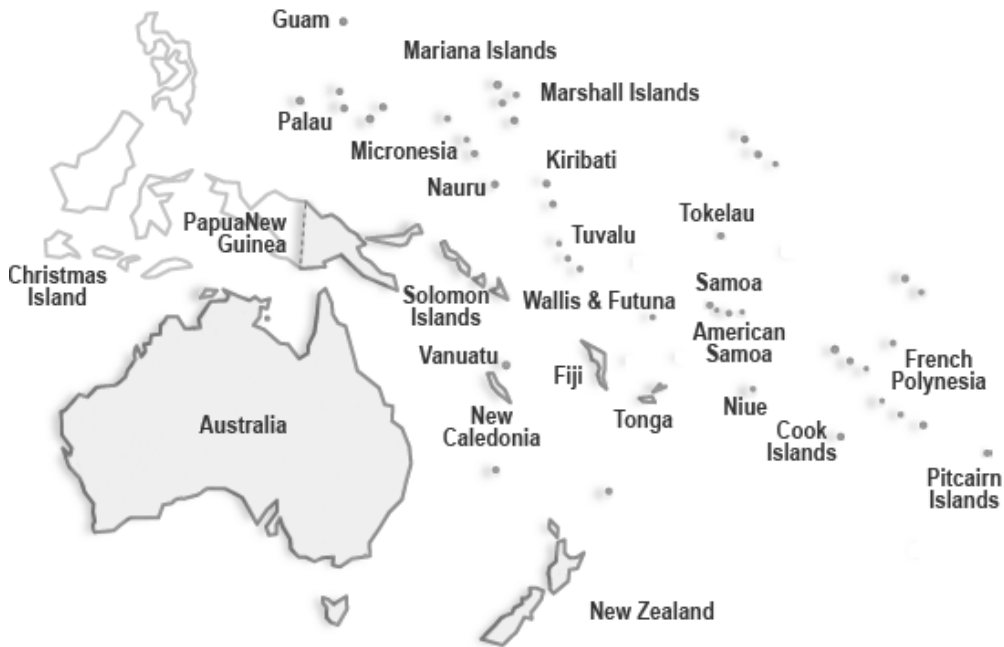 Guam
Mariana Islands
Marshall Islands
Palau
Micronesia
Kiribati
Nauru
PapuaNew
Guinea
Tokelau
Tuvalu
Christmas
Island
Solomon
Islands
Wallis & Futuna
Samoa
American
Samoa
Vanuatu
Fiji
French
Polynesia
Australia
New
Caledonia
Tonga
Niue
Cook
Islands
Pitcairn
Islands
New Zealand